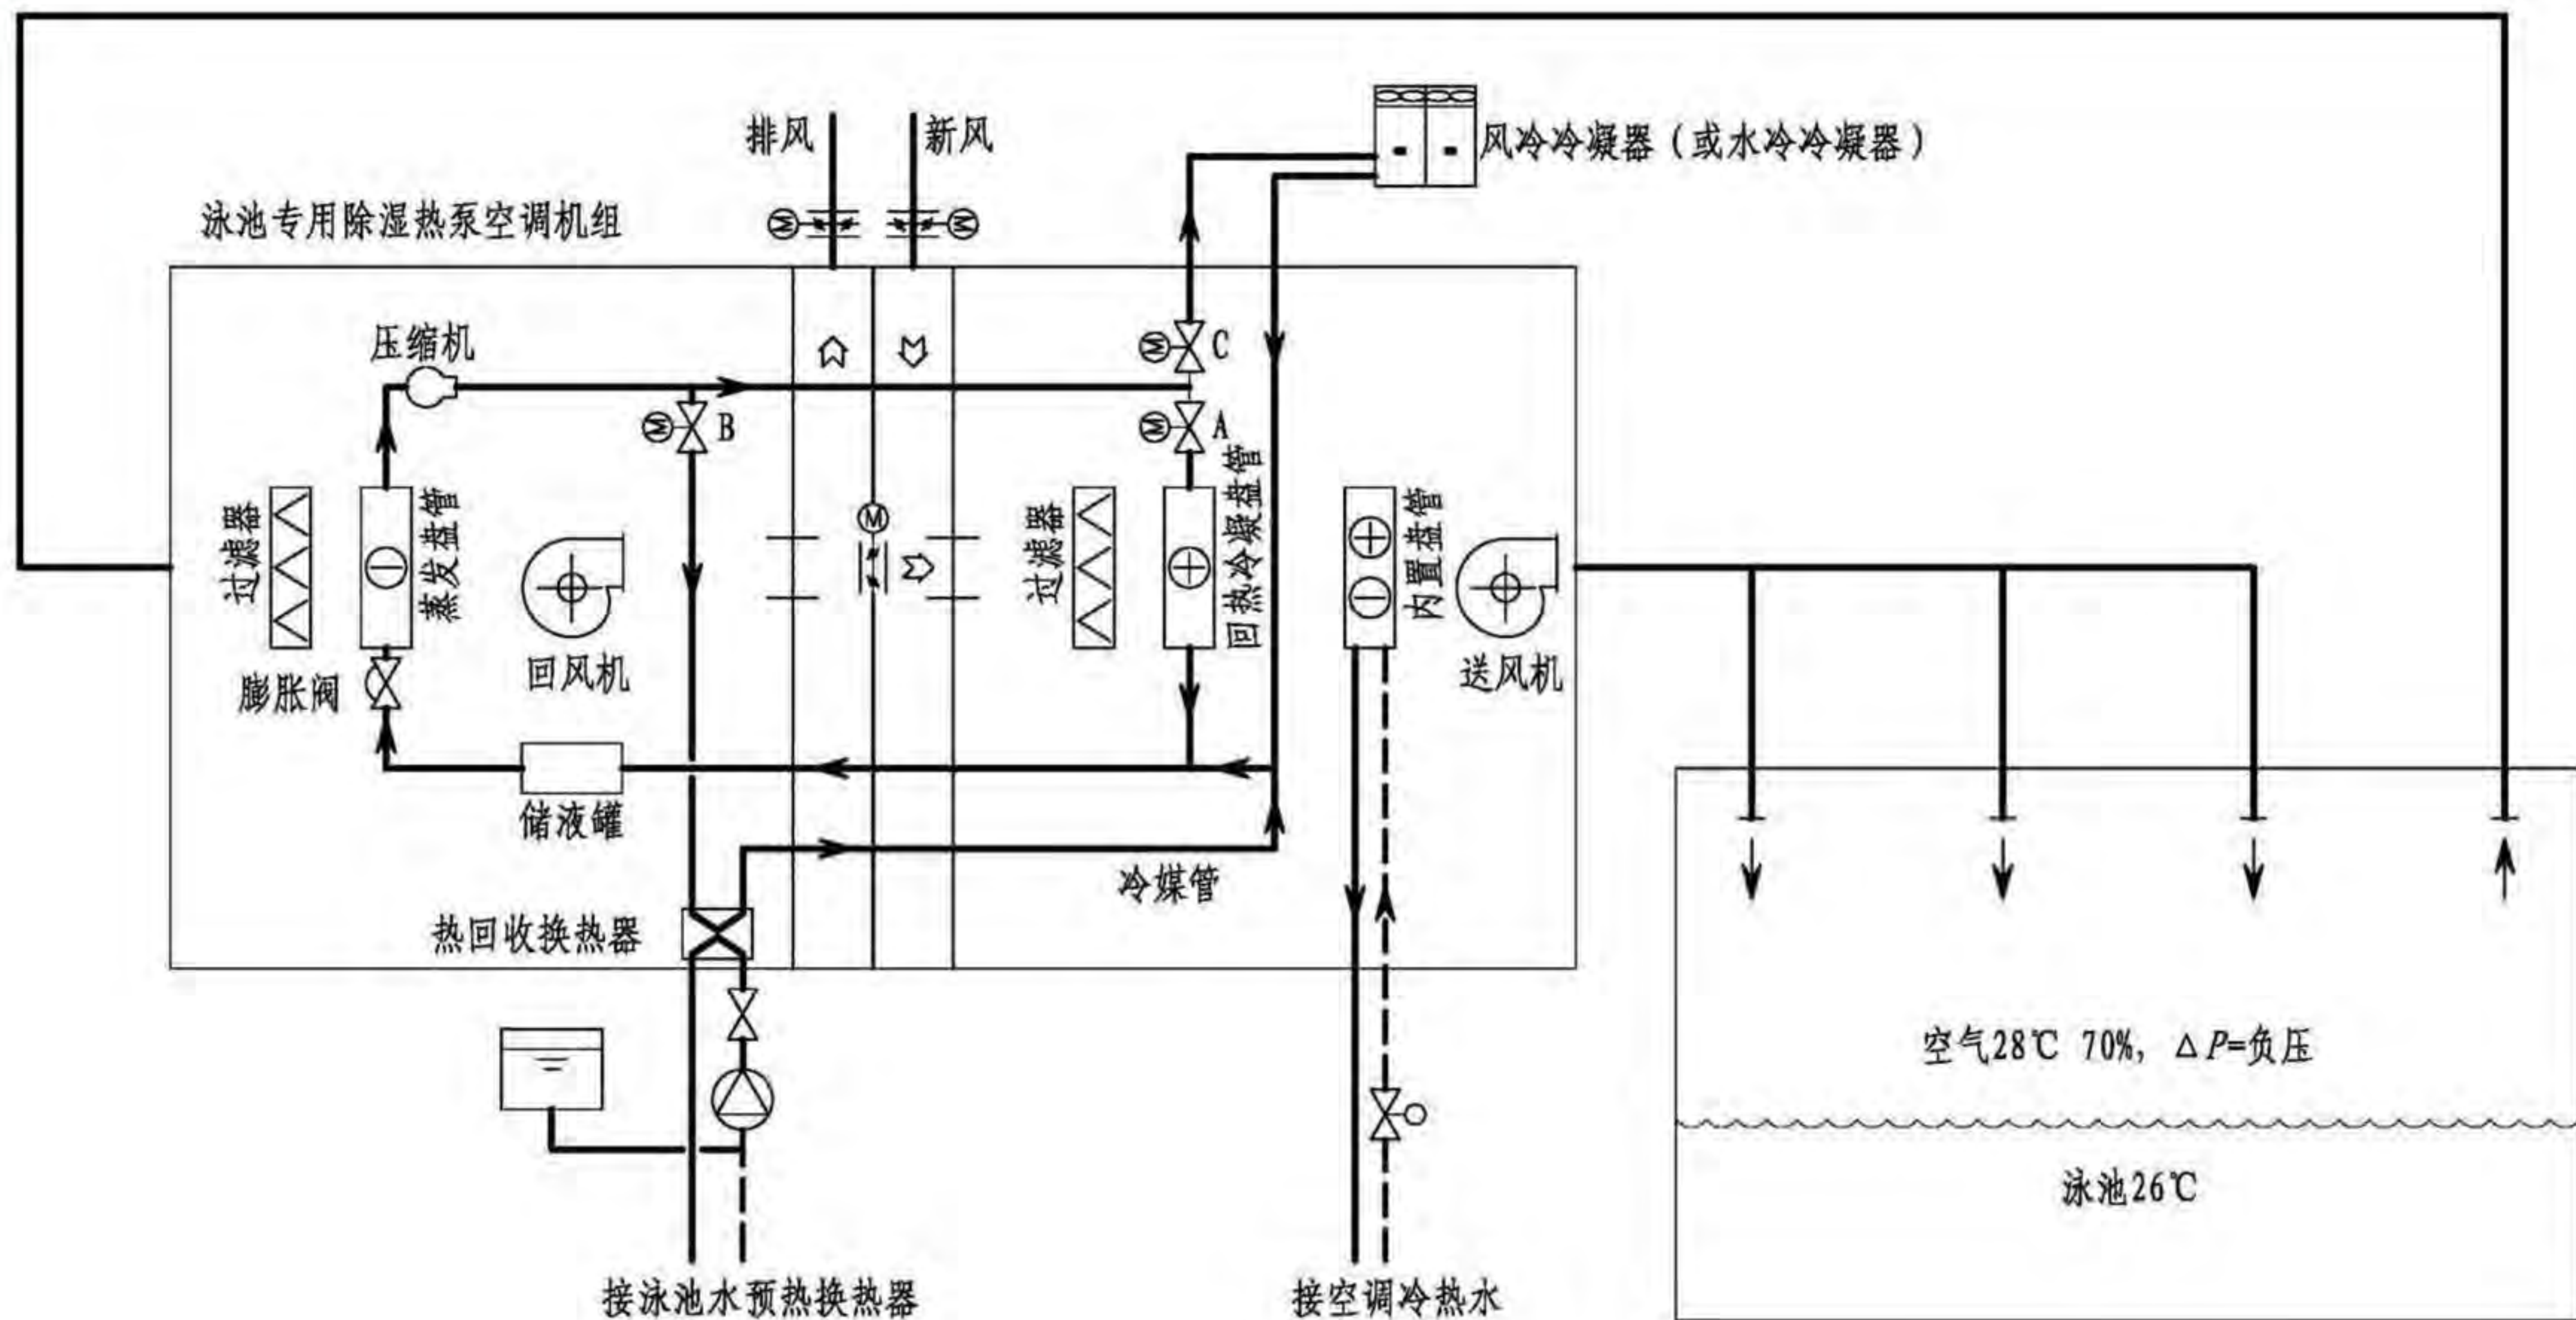 排风
新风
风冷冷凝器（或水冷冷凝器）
泳池专用除湿热泵空调机组
压缩机
M
M
M
C
M
B
M
A
过滤器
蒸发盘管
M
过滤器
回热冷凝盘管
内置盘管
膨胀阀
回风机
送风机
储液罐
冷媒管
热回收换热器
空气28℃ 70%，△P=负压
泳池26℃
接泳池水预热换热器
接空调冷热水